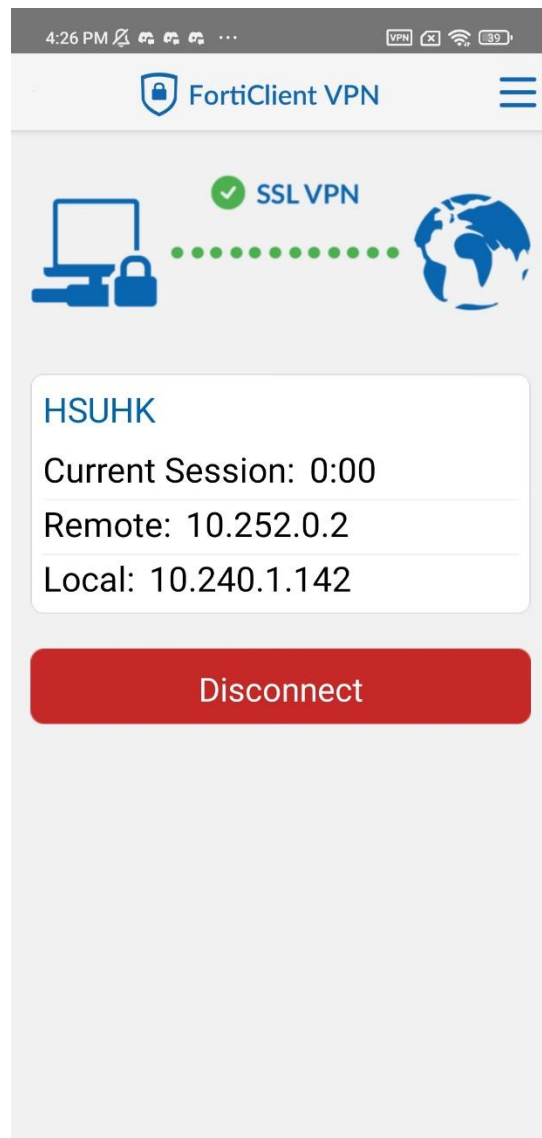 4:26 PM ... VPN 39
FortiClient VPN
SSL VPN
HSUHK
Current Session: 0:00
Remote: 10.252.0.2
Local: 10.240.1.142
Disconnect